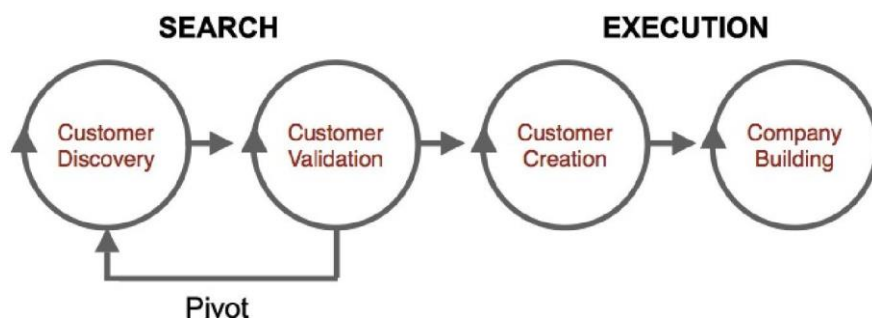 SEARCH
EXECUTION
Customer
Discovery
Customer
Validation
Customer
Creation
Company
Building
Pivot